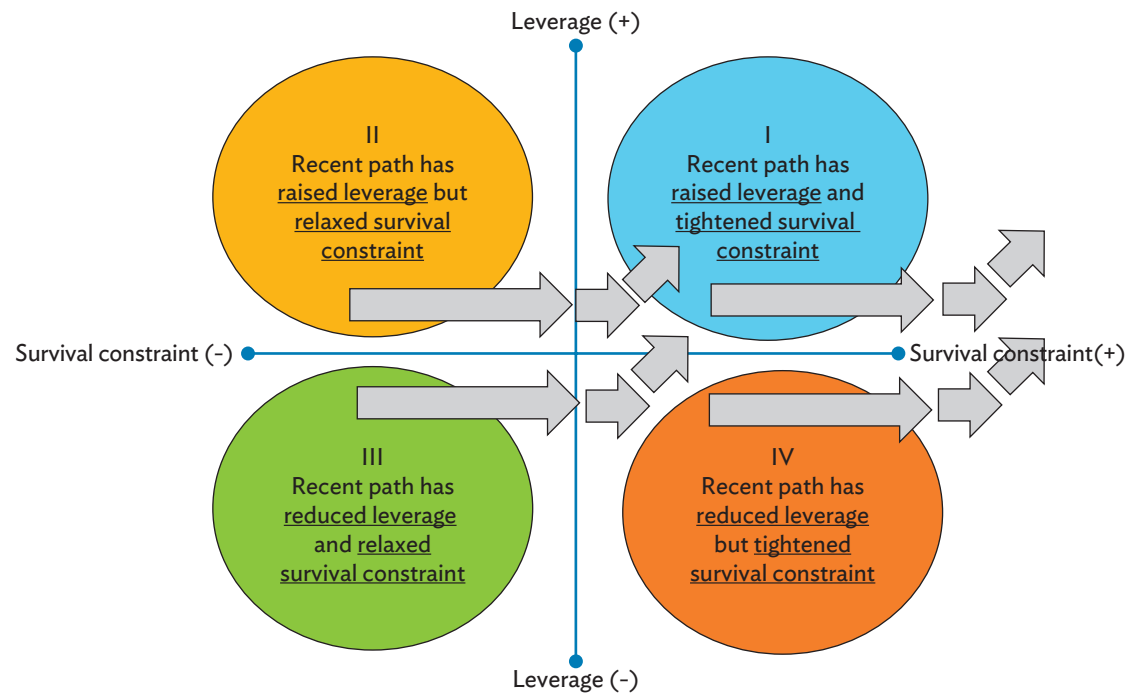 Leverage (+)
II
Recent path has
raised leverage but
relaxed survival
constraint
I
Recent path has
raised leverage and
tightened survival
constraint
Survival constraint (–)
Survival constraint(+)
III
Recent path has
reduced leverage
and relaxed
survival constraint
IV
Recent path has
reduced leverage
but tightened
survival constraint
Leverage (–)